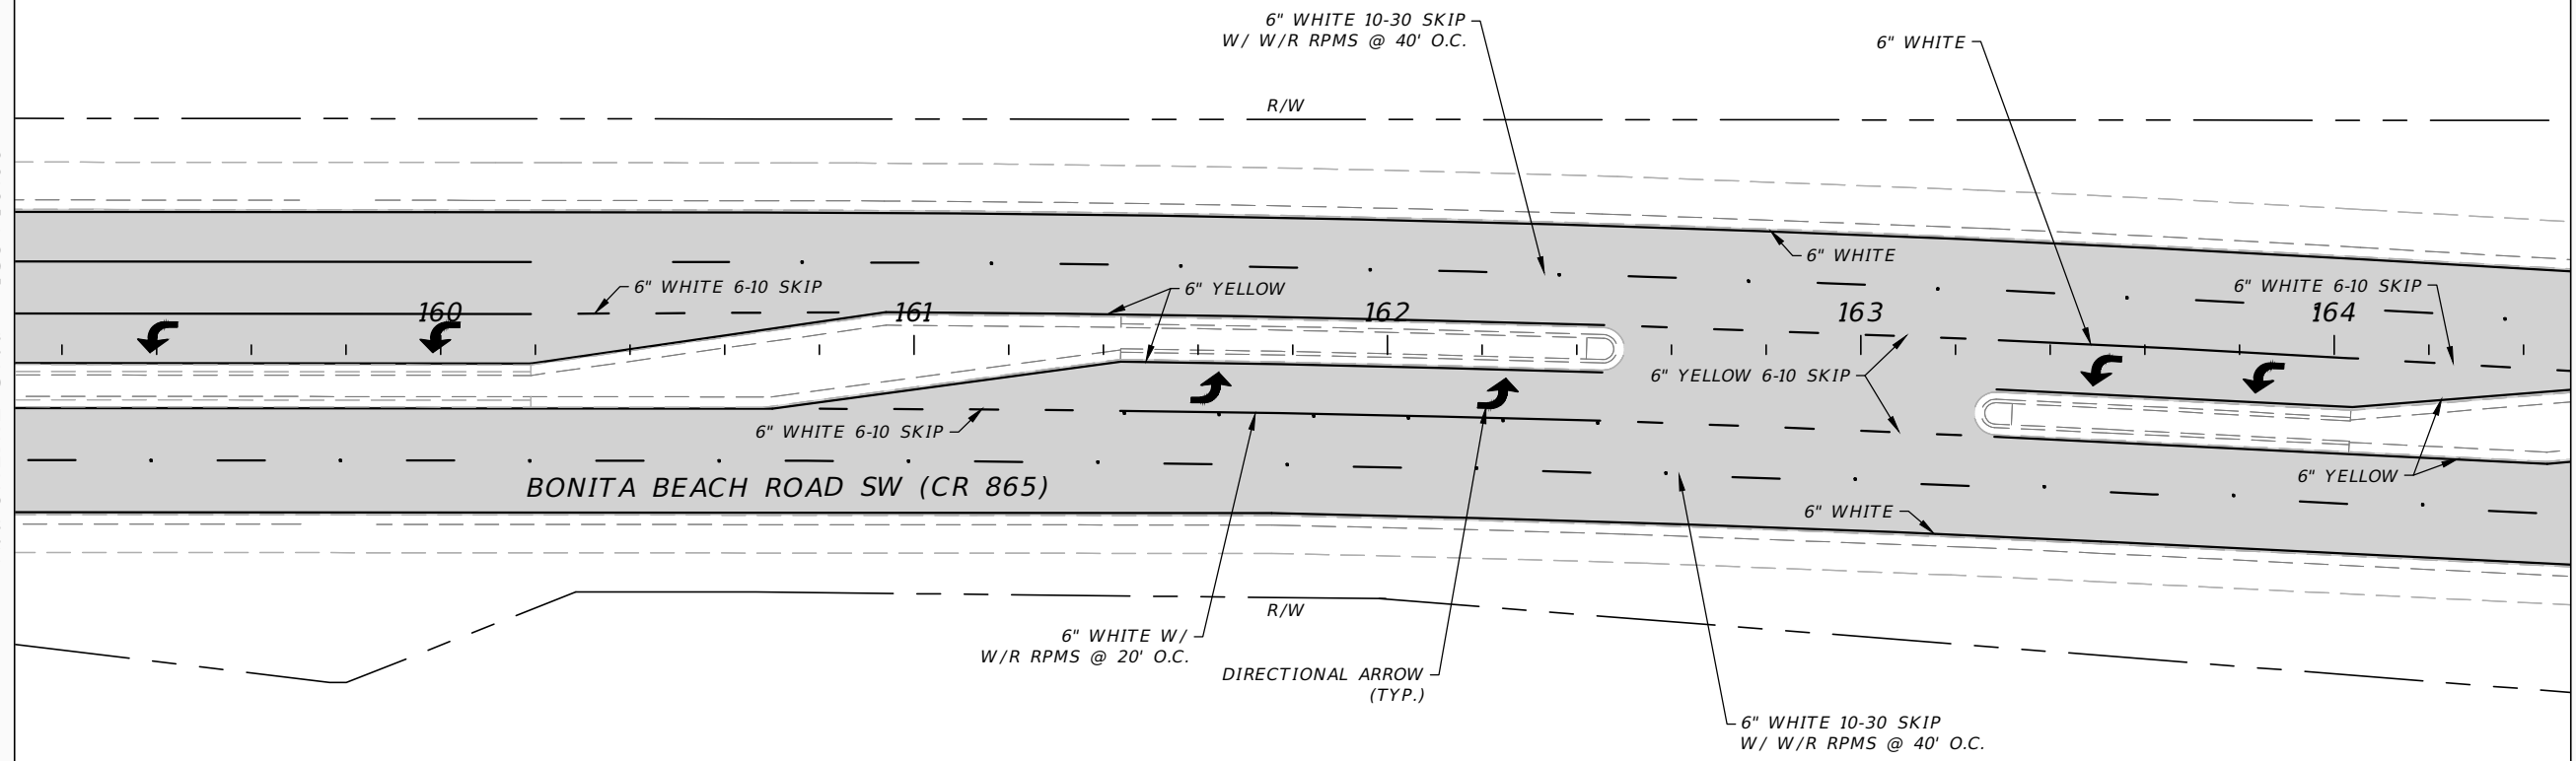 6" WHITE 10-30 SKIP
W/ W/R RPMS @ 40' O.C.
6" WHITE
R/W
6" WHITE
6" WHITE 6-10 SKIP
6" YELLOW
6" WHITE 6-10 SKIP
160
161
162
163
164
6" YELLOW 6-10 SKIP
6" WHITE 6-10 SKIP
6" YELLOW
BONITA BEACH ROAD SW (CR 865)
6" WHITE
R/W
6" WHITE W/
W/R RPMS @ 20' O.C.
DIRECTIONAL ARROW
(TYP.)
6" WHITE 10-30 SKIP
W/ W/R RPMS @ 40' O.C.